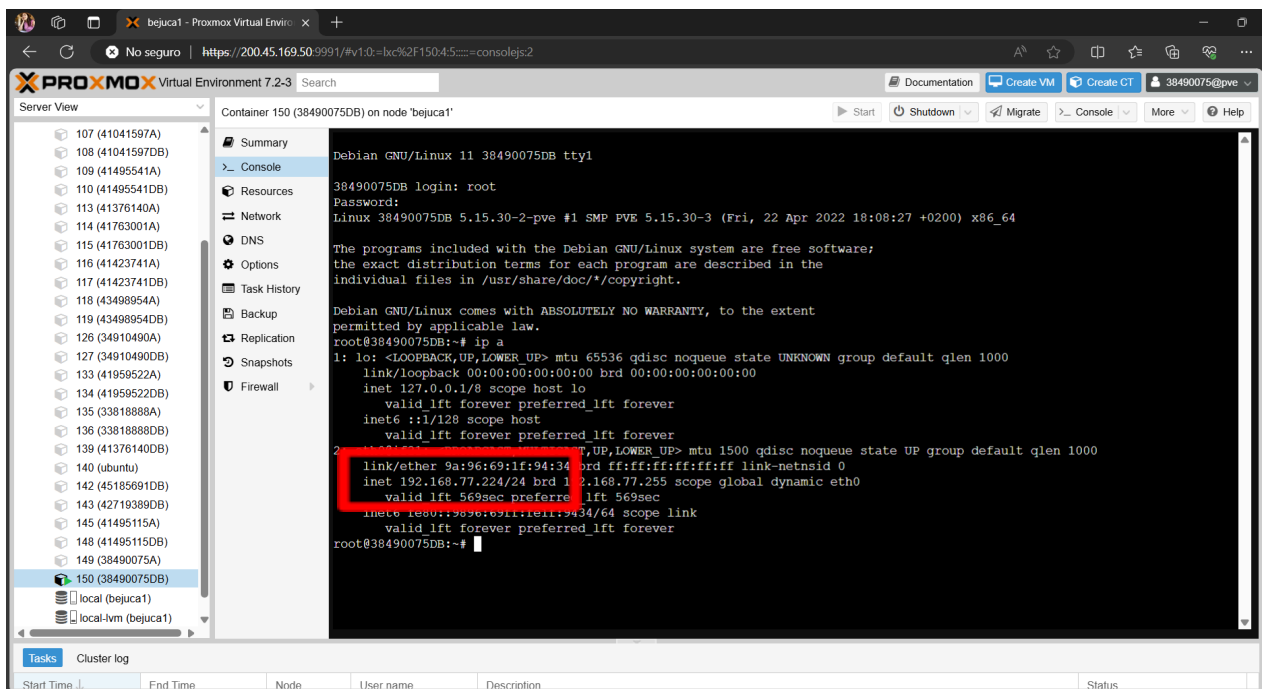 bejuca1 - Proxmox Virtual Enviro
No seguro
https://200.45.169.50:9991/#v1:0:=lxc%2F150:4:5:::::=consolejs:2
PROXMOX Virtual Environment 7.2-3 Search
Documentation Create VM Create CT 38490075@pve
Server View
Container 150 (38490075DB) on node 'bejuca1'
Start Shutdown Migrate Console More Help
107 (41041597A)
108 (41041597DB)
109 (41495541A)
110 (41495541DB)
113 (41376140A)
114 (41763001A)
115 (41763001DB)
116 (41423741A)
117 (41423741DB)
118 (43498954A)
119 (43498954DB)
126 (34910490A)
127 (34910490DB)
133 (41959522A)
134 (41959522DB)
135 (33818888A)
136 (33818888DB)
139 (41376140DB)
140 (ubuntu)
142 (45185691DB)
143 (42719389DB)
145 (41495115A)
148 (41495115DB)
149 (38490075A)
150 (38490075DB)
local (bejuca1)
local-lvm (bejuca1)
Summary
>_ Console
Resources
Network
DNS
Options
Task History
Backup
Replication
Snapshots
Firewall
Debian GNU/Linux 11 38490075DB tty1
38490075DB login: root
Password:
Linux 38490075DB 5.15.30-2-pve #1 SMP PVE 5.15.30-3 (Fri, 22 Apr 2022 18:08:27 +0200) x86_64
The programs included with the Debian GNU/Linux system are free software;
the exact distribution terms for each program are described in the
individual files in /usr/share/doc/*/copyright.
Debian GNU/Linux comes with ABSOLUTELY NO WARRANTY, to the extent
permitted by applicable law.
root@38490075DB:~# ip a
1: lo: <LOOPBACK,UP,LOWER_UP> mtu 65536 qdisc noqueue state UNKNOWN group default qlen 1000
link/loopback 00:00:00:00:00:00 brd 00:00:00:00:00:00
inet 127.0.0.1/8 scope host lo
valid_lft forever preferred_lft forever
inet6 ::1/128 scope host
valid_lft forever preferred_lft forever
2: UP,LOWER_UP> mtu 1500 qdisc noqueue state UP group default qlen 1000
link/ether 9a:96:69:1f:94:34 brd ff:ff:ff:ff:ff:ff link-netnsid 0
inet 192.168.77.224/24 brd 192.168.77.255 scope global dynamic eth0
valid_lft 569sec preferred_lft 569sec
inet6 fe80::9896:69ff:fe1f:9434/64 scope link
valid_lft forever preferred_lft forever
root@38490075DB:~#
Tasks Cluster log
Start Time End Time Node User name Description Status